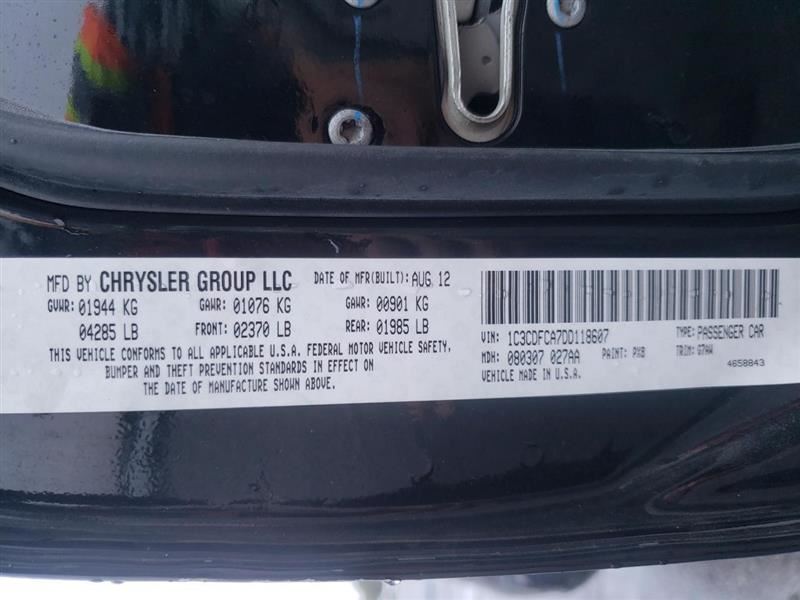 MFD BY CHRYSLER GROUP LLC DATE OF MFR(BUILT): AUG 12
GVWR: 01944 KG GAWR: 01076 KG GAWR: 00901 KG
04285 LB FRONT: 02370 LB REAR: 01985 LB
THIS VEHICLE CONFORMS TO ALL APPLICABLE U.S.A. FEDERAL MOTOR VEHICLE SAFETY,
BUMPER AND THEFT PREVENTION STANDARDS IN EFFECT ON
THE DATE OF MANUFACTURE SHOWN ABOVE.
VIN: 1C3CDFCA7DD118607 TYPE: PASSENGER CAR
MDH: 080307 027AA PAINT: PX8 TRIM: G7HW
VEHICLE MADE IN U.S.A. 4658843